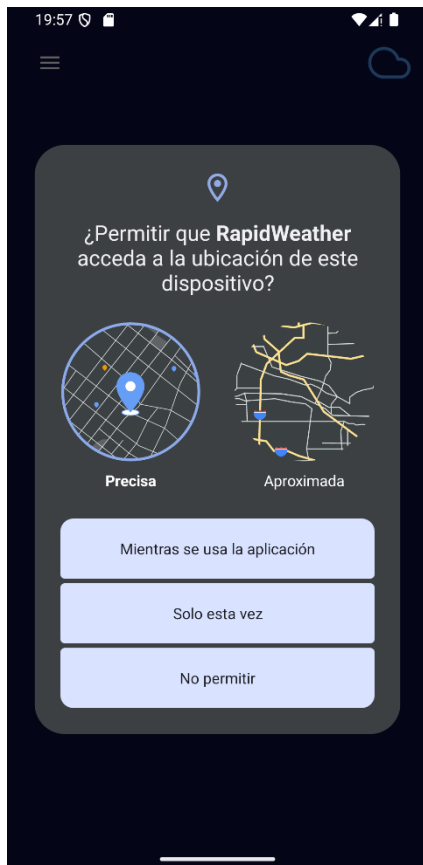 19:57
¿Permitir que RapidWeather
acceda a la ubicación de este
dispositivo?
Precisa
Aproximada
Mientras se usa la aplicación
Solo esta vez
No permitir